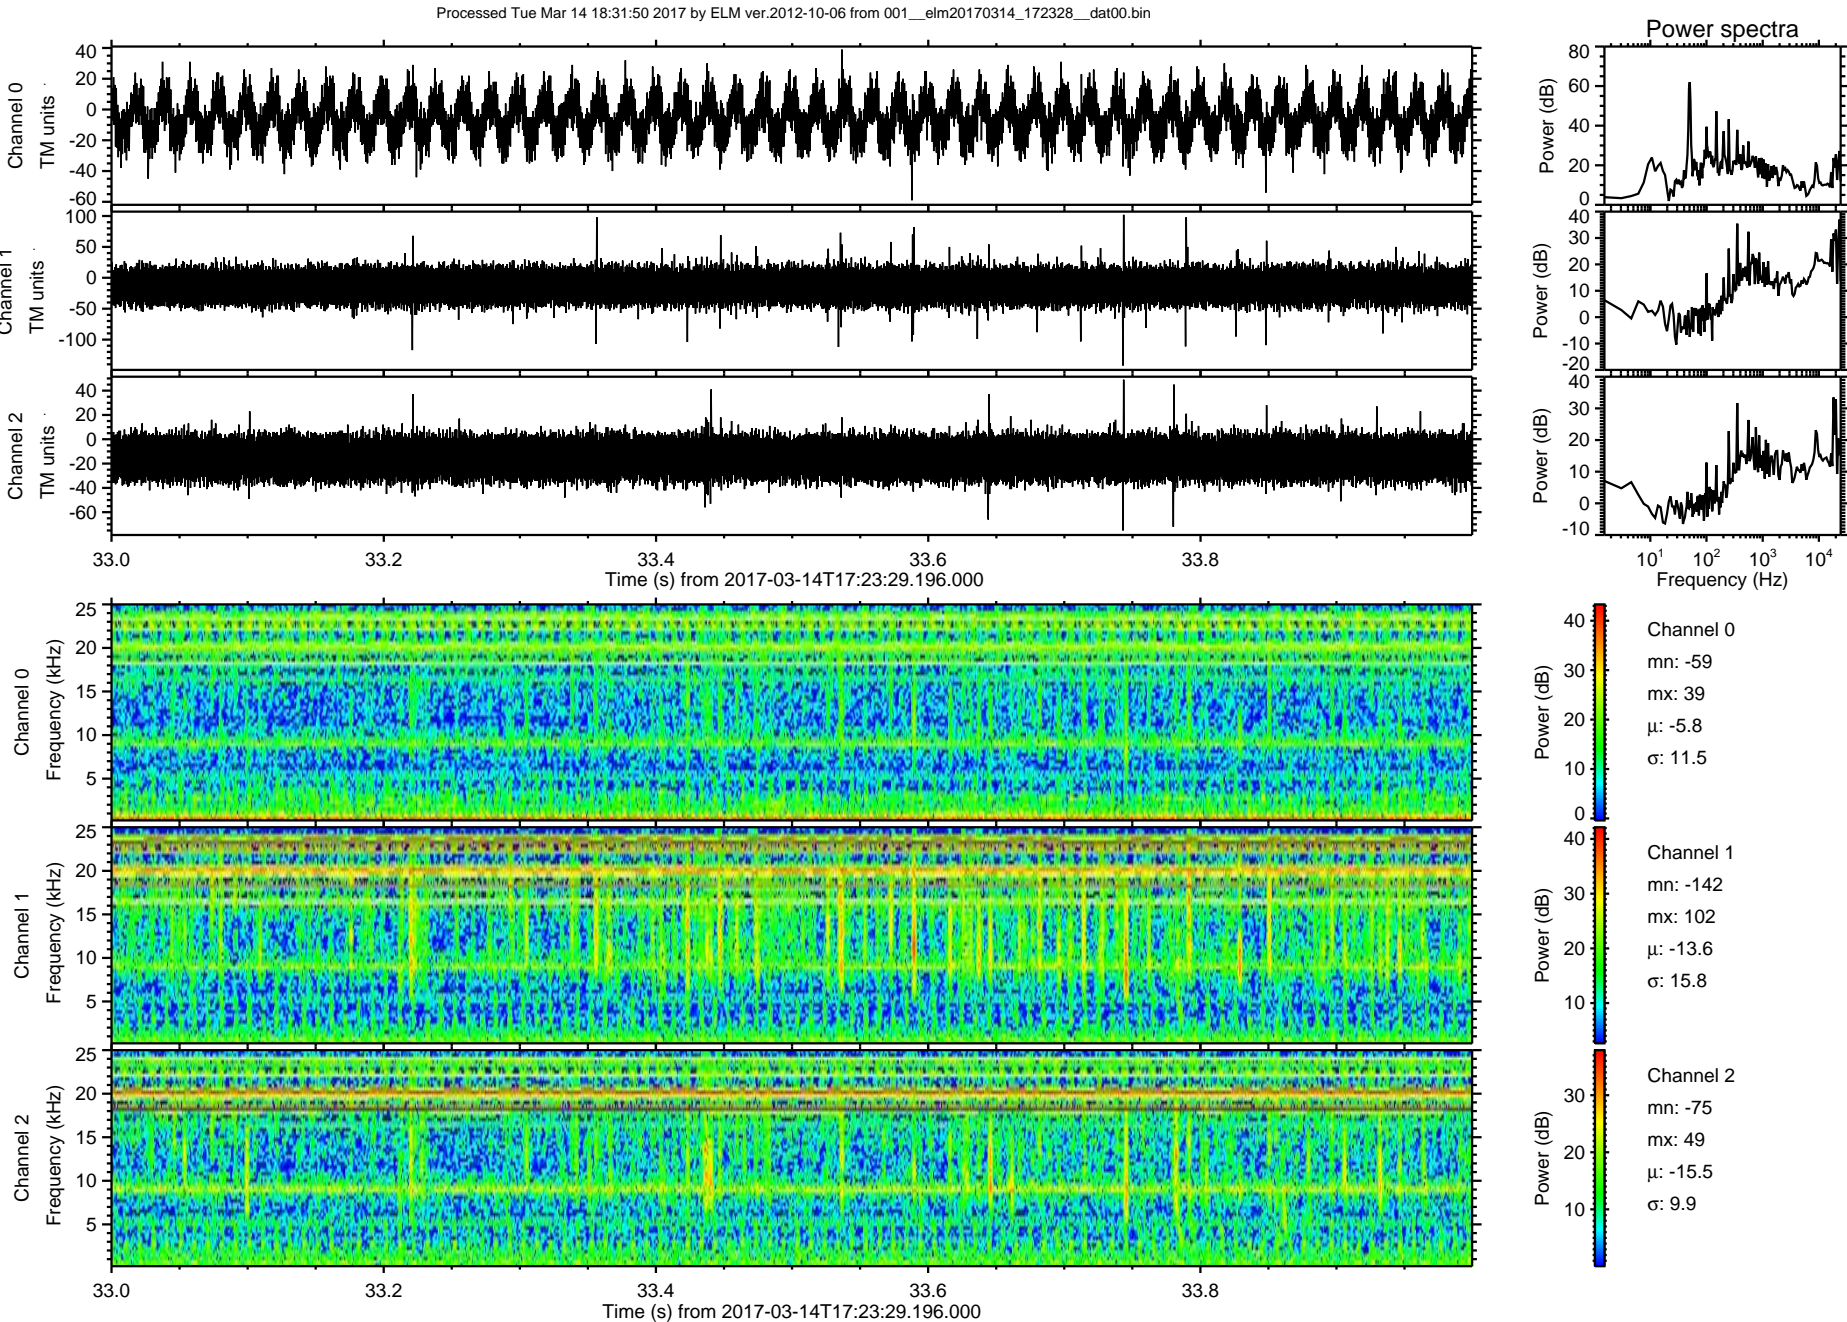 Processed Tue Mar 14 18:31:50 2017 by ELM ver.2012-10-06 from 001__elm20170314_172328__dat00.bin
Power spectra
Channel 0
TM units
40
20
0
-20
-40
-60
Power (dB)
80
60
40
20
0
Channel 1
TM units
100
50
0
-50
-100
Power (dB)
40
30
20
10
0
-10
-20
Channel 2
TM units
40
20
0
-20
-40
-60
Power (dB)
40
30
20
10
0
-10
33.0 33.2 33.4 33.6 33.8
Time (s) from 2017-03-14T17:23:29.196.000
10^1 10^2 10^3 10^4
Frequency (Hz)
Channel 0
Frequency (kHz)
25
20
15
10
5
Power (dB)
40
30
20
10
0
Channel 0
mn: -59
mx: 39
μ: -5.8
σ: 11.5
Channel 1
Frequency (kHz)
25
20
15
10
5
Power (dB)
40
30
20
10
Channel 1
mn: -142
mx: 102
μ: -13.6
σ: 15.8
Channel 2
Frequency (kHz)
25
20
15
10
5
Power (dB)
30
20
10
Channel 2
mn: -75
mx: 49
μ: -15.5
σ: 9.9
33.0 33.2 33.4 33.6 33.8
Time (s) from 2017-03-14T17:23:29.196.000